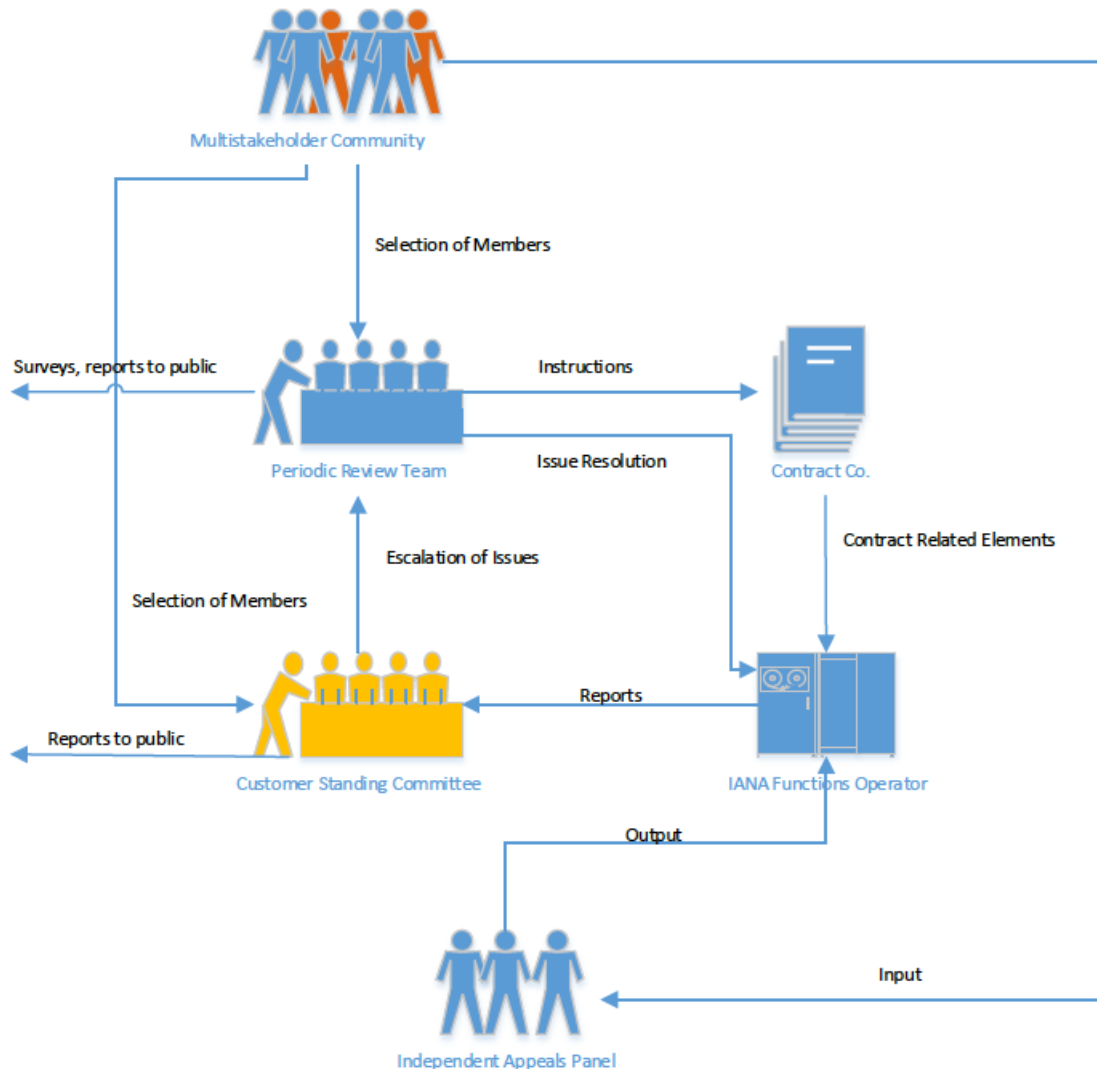 Multistakeholder Community
Selection of Members
Surveys, reports to public
Instructions
Issue Resolution
Periodic Review Team
Contract Co.
Contract Related Elements
Escalation of Issues
Selection of Members
Reports
Reports to public
Customer Standing Committee
IANA Functions Operator
Output
Input
Independent Appeals Panel